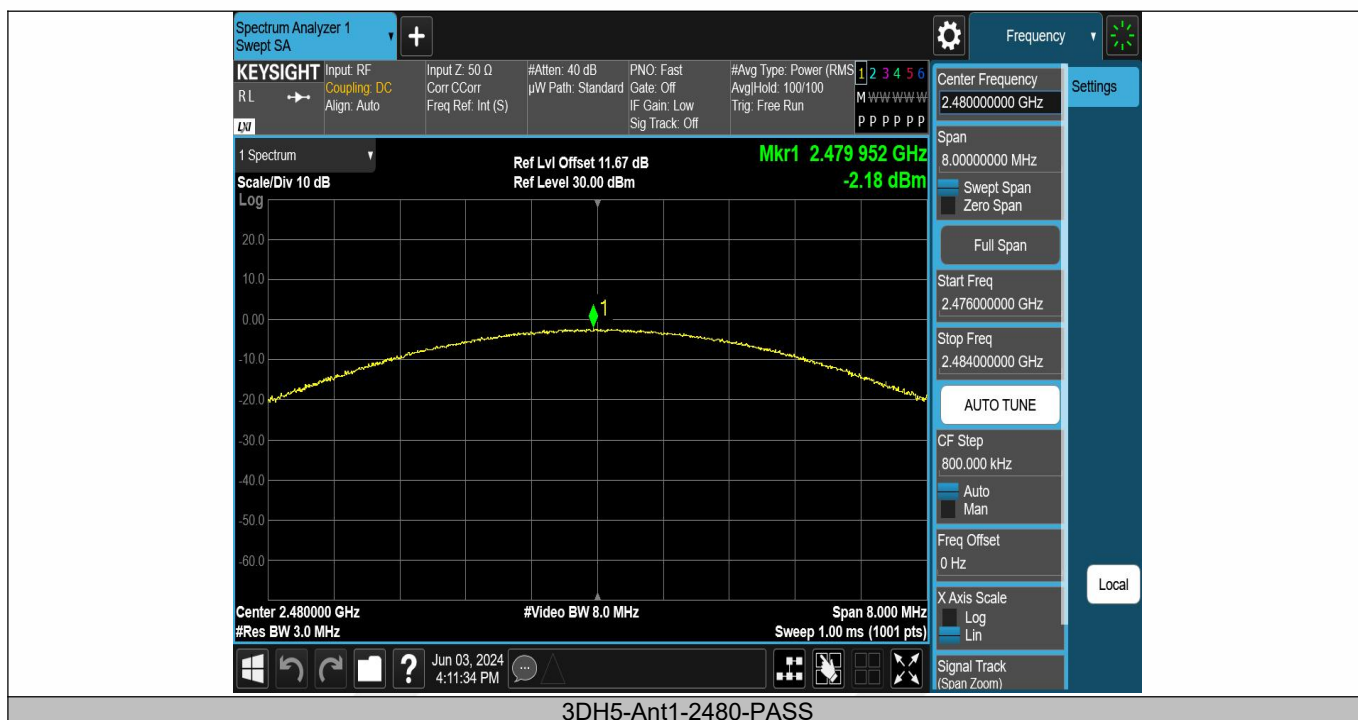 Spectrum Analyzer 1
Swept SA
+
Frequency
KEYSIGHT
RL
LXI
Input: RF
Coupling: DC
Align: Auto
Input Z: 50 Ω
Corr CCorr
Freq Ref: Int (S)
#Atten: 40 dB
µW Path: Standard
PNO: Fast
Gate: Off
IF Gain: Low
Sig Track: Off
#Avg Type: Power (RMS
Avg|Hold: 100/100
Trig: Free Run
1 2 3 4 5 6
M W W W W W
P P P P P P
1 Spectrum
Scale/Div 10 dB
Log
Ref Lvl Offset 11.67 dB
Ref Level 30.00 dBm
Mkr1 2.479 952 GHz
-2.18 dBm
20.0
10.0
0.00
1
-10.0
-20.0
-30.0
-40.0
-50.0
-60.0
Center 2.480000 GHz
#Video BW 8.0 MHz
Span 8.000 MHz
#Res BW 3.0 MHz
Sweep 1.00 ms (1001 pts)
?
Jun 03, 2024
4:11:34 PM
Center Frequency
2.480000000 GHz
Settings
Span
8.00000000 MHz
Swept Span
Zero Span
Full Span
Start Freq
2.476000000 GHz
Stop Freq
2.484000000 GHz
AUTO TUNE
CF Step
800.000 kHz
Auto
Man
Freq Offset
0 Hz
Local
X Axis Scale
Log
Lin
Signal Track
(Span Zoom)
3DH5-Ant1-2480-PASS